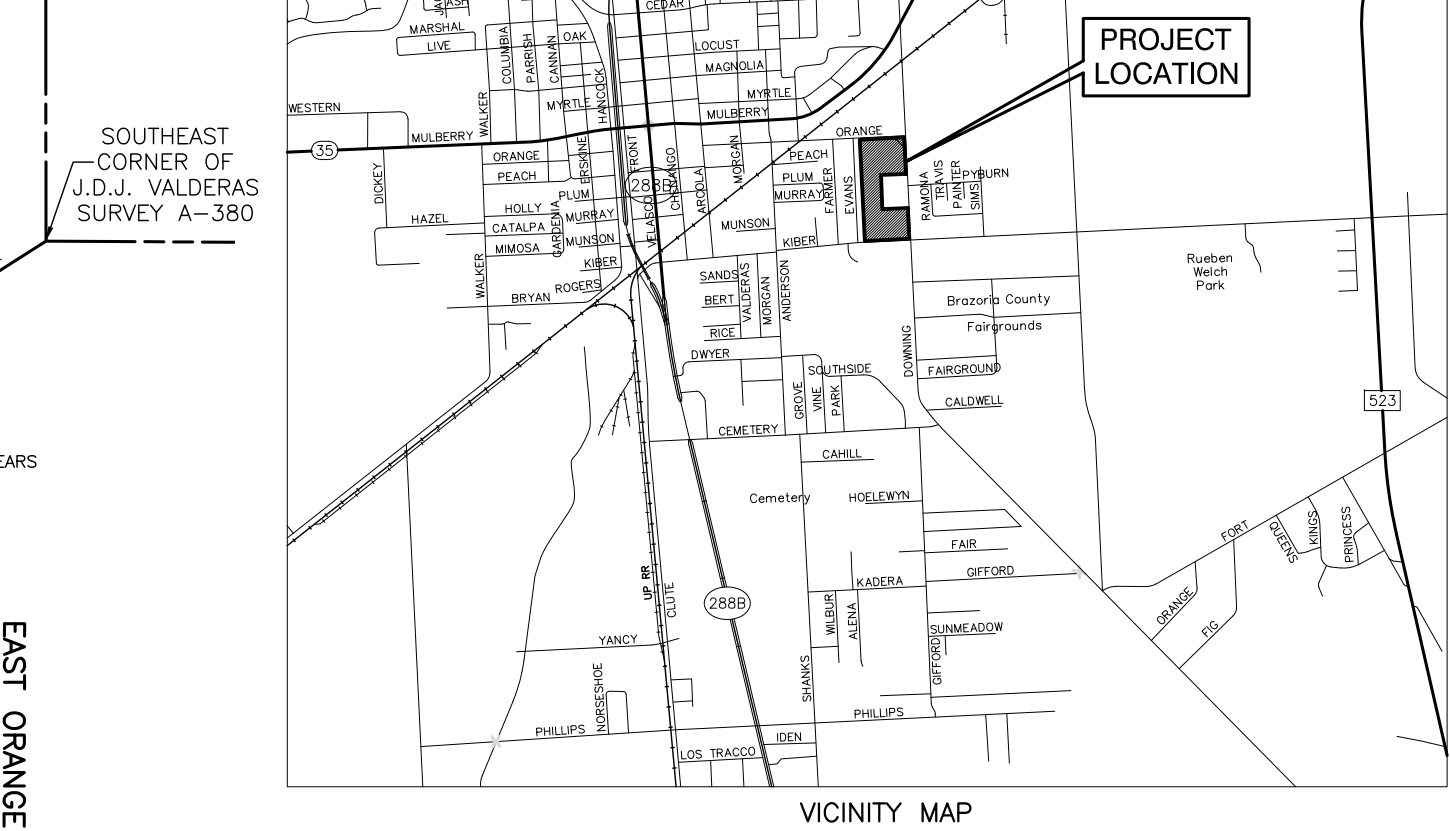 CEDAR
MARSHAL
LIVE
COLUMBIA
PARRISH
CANNAN
OAK
HANCOCK
LOCUST
MAGNOLIA
MYRTLE
MYRTLE
MULBERRY
WESTERN
WALKER
MULBERRY
35
PROJECT
LOCATION
SOUTHEAST
CORNER OF
J.D.J. VALDERAS
SURVEY A-380
ORANGE
ORANGE
PEACH
ERSKINE
FRONT
288B
CHENANGO
ARCOLA
MORGAN
PEACH
PLUM
MURRAY
FARMER
EVANS
RAMONA
TRAVIS
PAINTER
SIMS
PYBURN
DICKEY
PLUM
HOLLY
HAZEL
CATALPA
GARDENIA
MURRAY
MUNSON
MIMOSA
VELASCO
MUNSON
KIBER
KIBER
WALKER
BRYAN
ROGERS
SANDS
BERT
RICE
VALDERAS
MORGAN
ANDERSON
DWYER
Rueben
Welch
Park
Brazoria County
Fairgrounds
DOWNING
FAIRGROUND
CALDWELL
SOUTHSIDE
GROVE
VINE
PARK
523
CEMETERY
CAHILL
EARS
Cemetery
HOELEWYN
FAIR
GIFFORD
KADERA
FORT
QUEENS
KINGS
PRINCESS
ORANGE
FIG
UP RR
CLUTE
288B
WILBUR
ALENA
SUNMEADOW
GIFFORD
YANCY
NORSESHOE
SHANKS
PHILLIPS
PHILLIPS
IDEN
LOS TRACCO
EAST ORANGE
VICINITY MAP